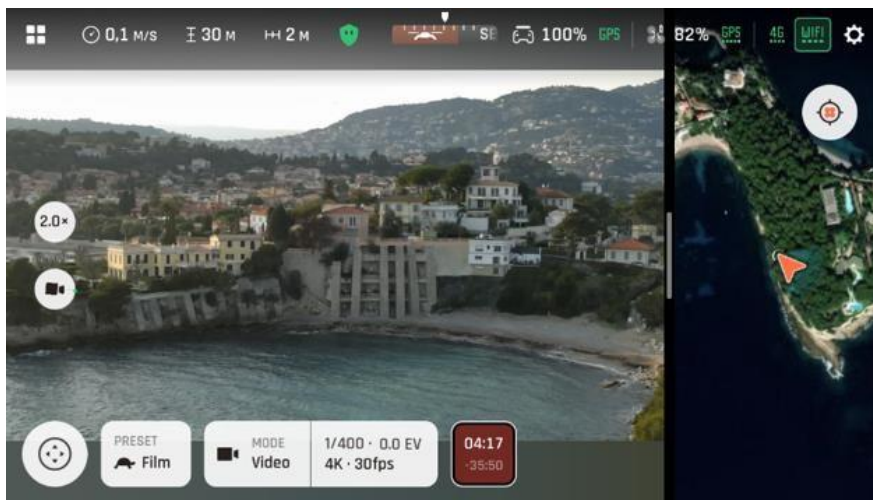 0,1 M/S
30 M
2 M
SE
100%
GPS
82%
GPS
4G
WIFI
2.0×
PRESET
Film
MODE
Video
1/400 · 0.0 EV
4K · 30fps
04:17
-35:50